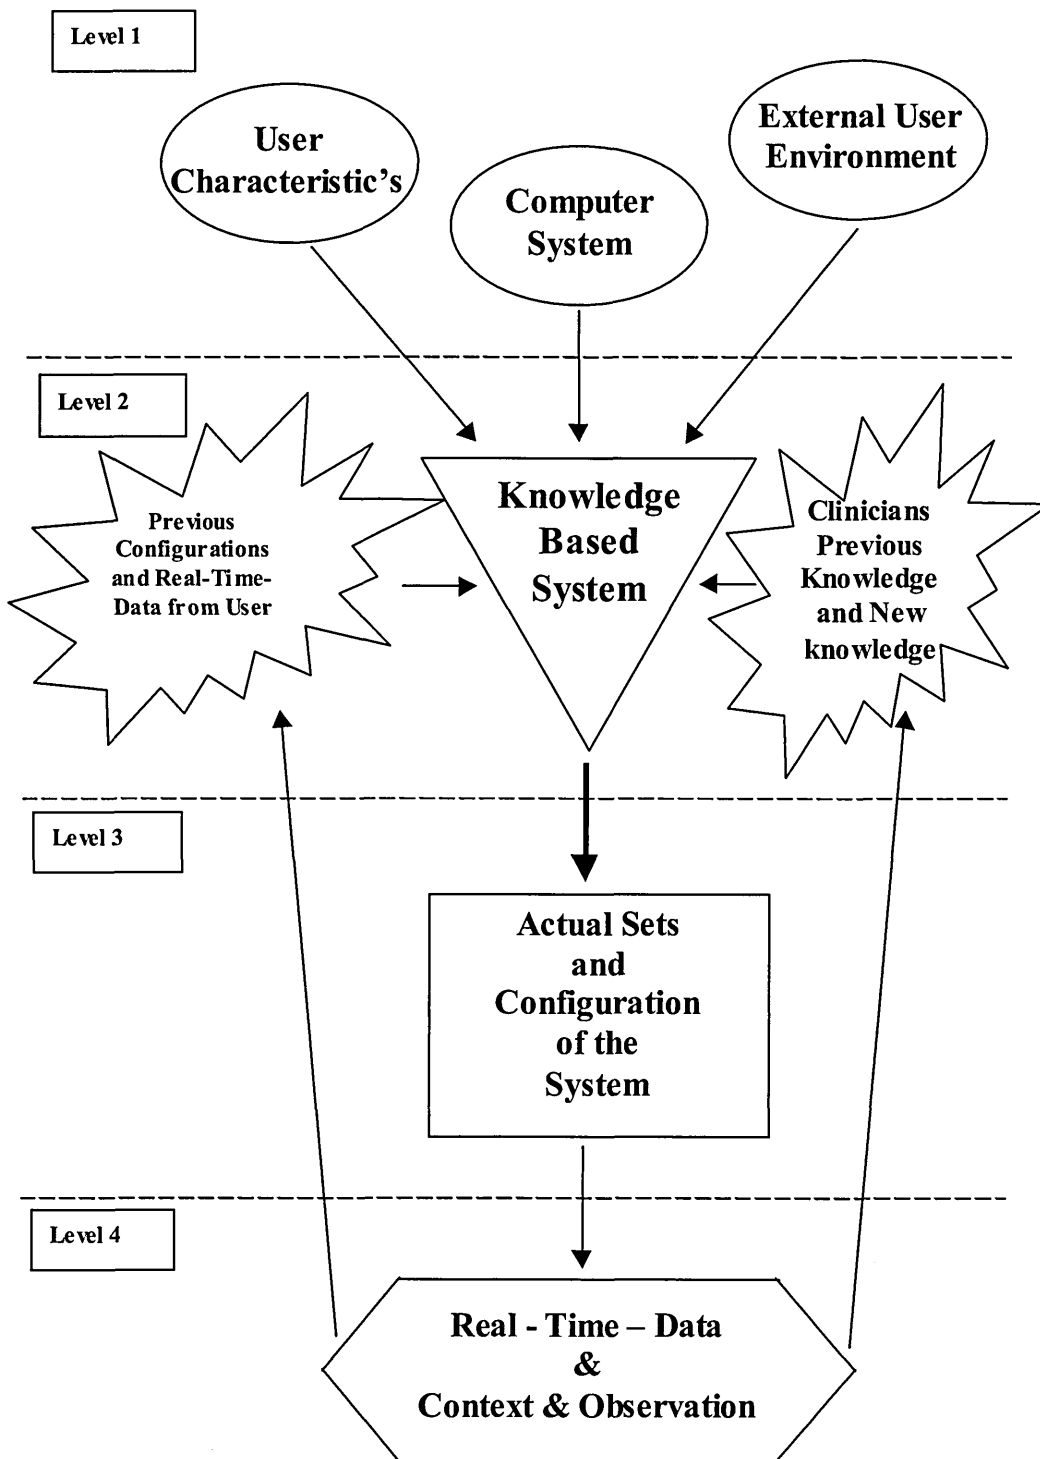 Level 1
User
Characteristic's
Computer
System
External User
Environment
Level 2
Previous
Configurations
and Real-Time-
Data from User
Knowledge
Based
System
Clinicians
Previous
Knowledge
and New
knowledge
Level 3
Actual Sets
and
Configuration
of the
System
Level 4
Real - Time – Data
&
Context & Observation